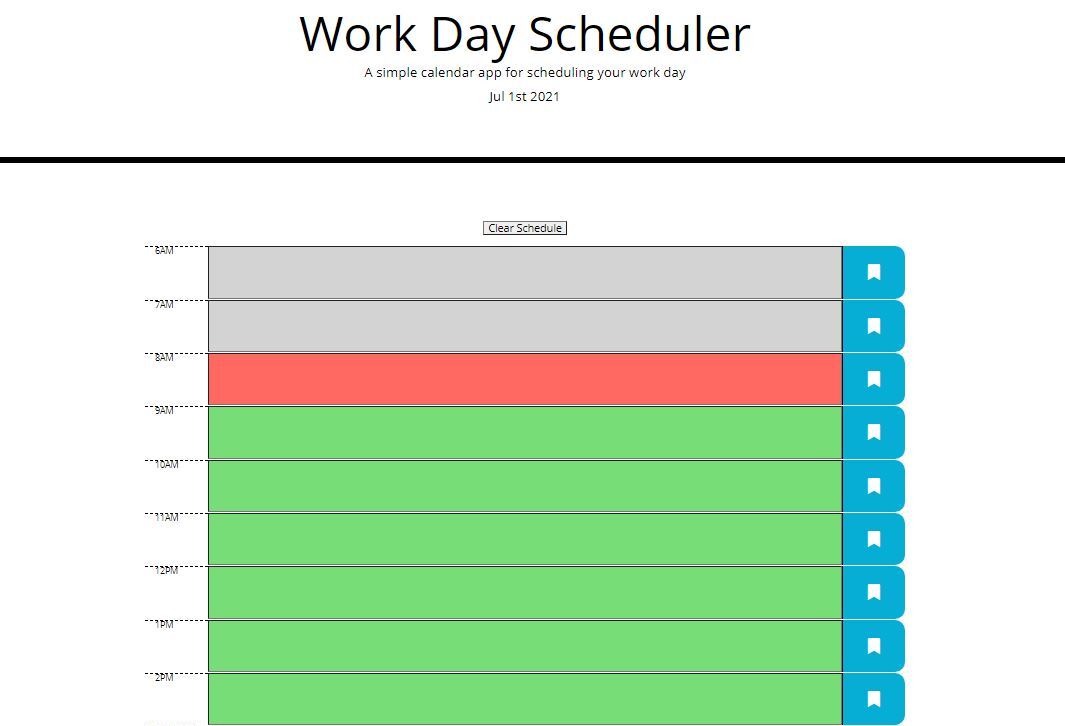 Work Day Scheduler
A simple calendar app for scheduling your work day
Jul 1st 2021
Clear Schedule
6AM
7AM
8AM
9AM
10AM
11AM
12PM
1PM
2PM